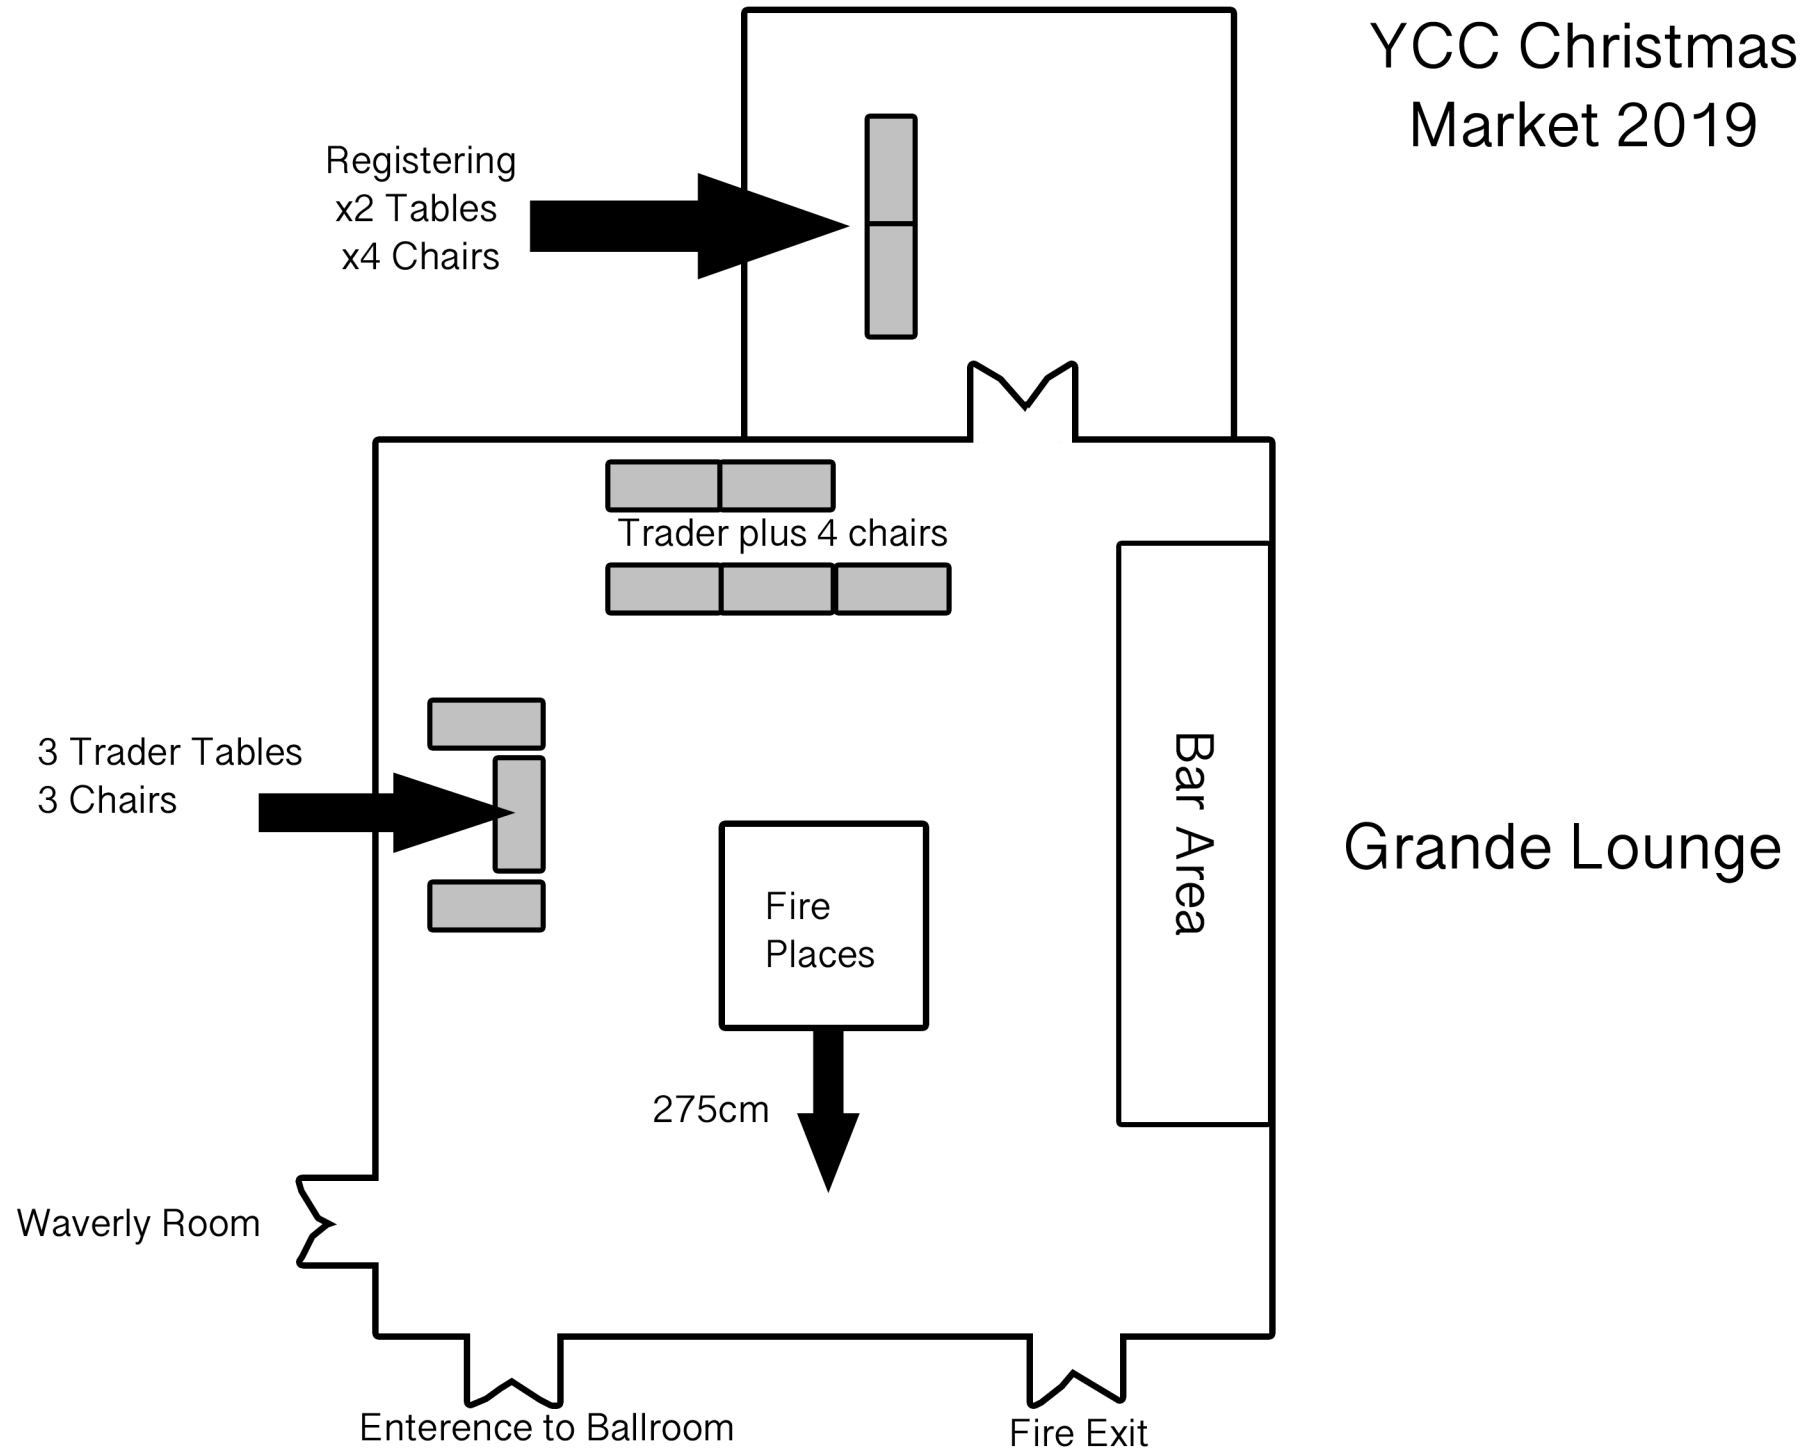 YCC Christmas
Market 2019
Registering
x2 Tables
x4 Chairs
Trader plus 4 chairs
3 Trader Tables
3 Chairs
Bar Area
Grande Lounge
Fire
Places
275cm
Waverly Room
Enterence to Ballroom
Fire Exit